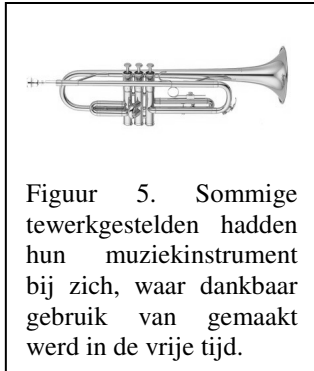 Figuur 5. Sommige
tewerkgestelden hadden
hun muziekinstrument
bij zich, waar dankbaar
gebruik van gemaakt
werd in de vrije tijd.